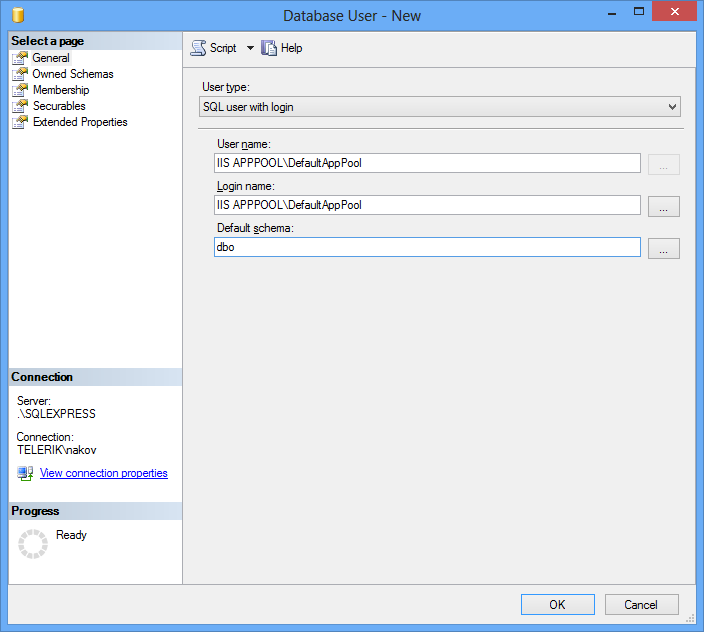 Database User - New
Select a page
General
Owned Schemas
Membership
Securables
Extended Properties
Script
Help
User type:
SQL user with login
User name:
IIS APPPOOL\DefaultAppPool
...
Login name:
IIS APPPOOL\DefaultAppPool
...
Default schema:
dbo
...
Connection
Server:
.\SQLEXPRESS
Connection:
TELERIK\nakov
View connection properties
Progress
Ready
OK
Cancel